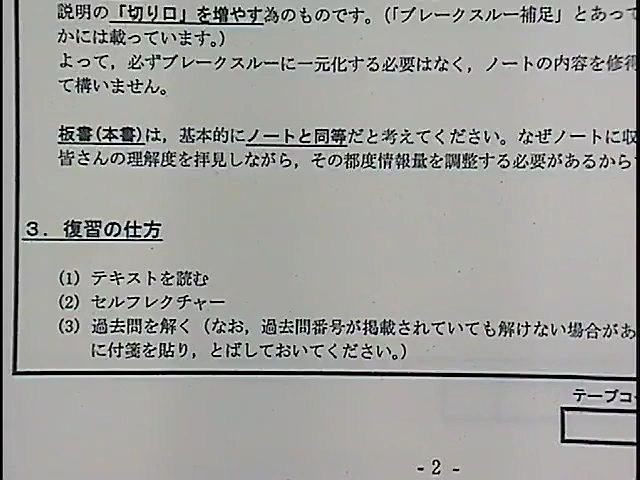 説明の「切り口」を増やす為のものです。(「ブレークスルー補足」とあって
かには載っています。)
よって，必ずブレークスルーに一元化する必要はなく，ノートの内容を修得
て構いません。
板書(本書)は，基本的にノートと同等だと考えてください。なぜノートに収
皆さんの理解度を拝見しながら，その都度情報量を調整する必要があるから
3．復習の仕方
(1) テキストを読む
(2) セルフレクチャー
(3) 過去問を解く（なお，過去問番号が掲載されていても解けない場合があ
に付箋を貼り，とばしておいてください。）
テープコ
- 2 -